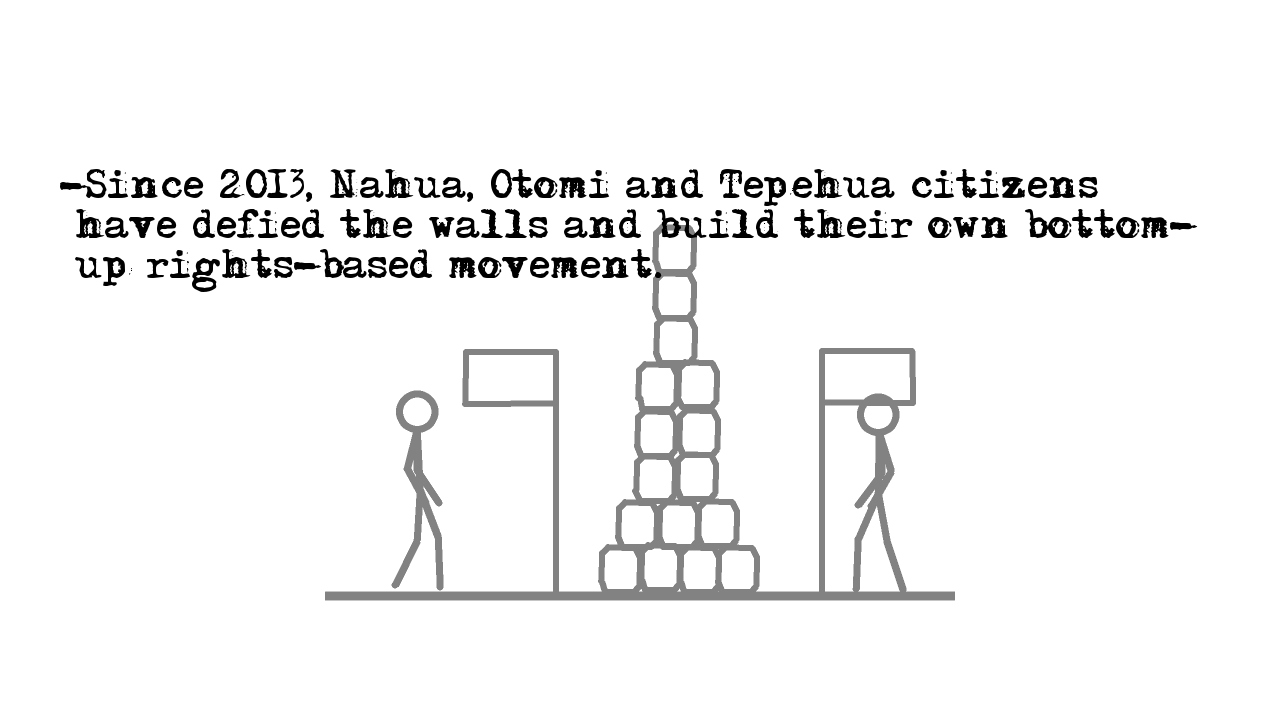 -Since 2013, Nahua, Otomi and Tepehua citizens
have defied the walls and build their own bottom-
up rights-based movement.